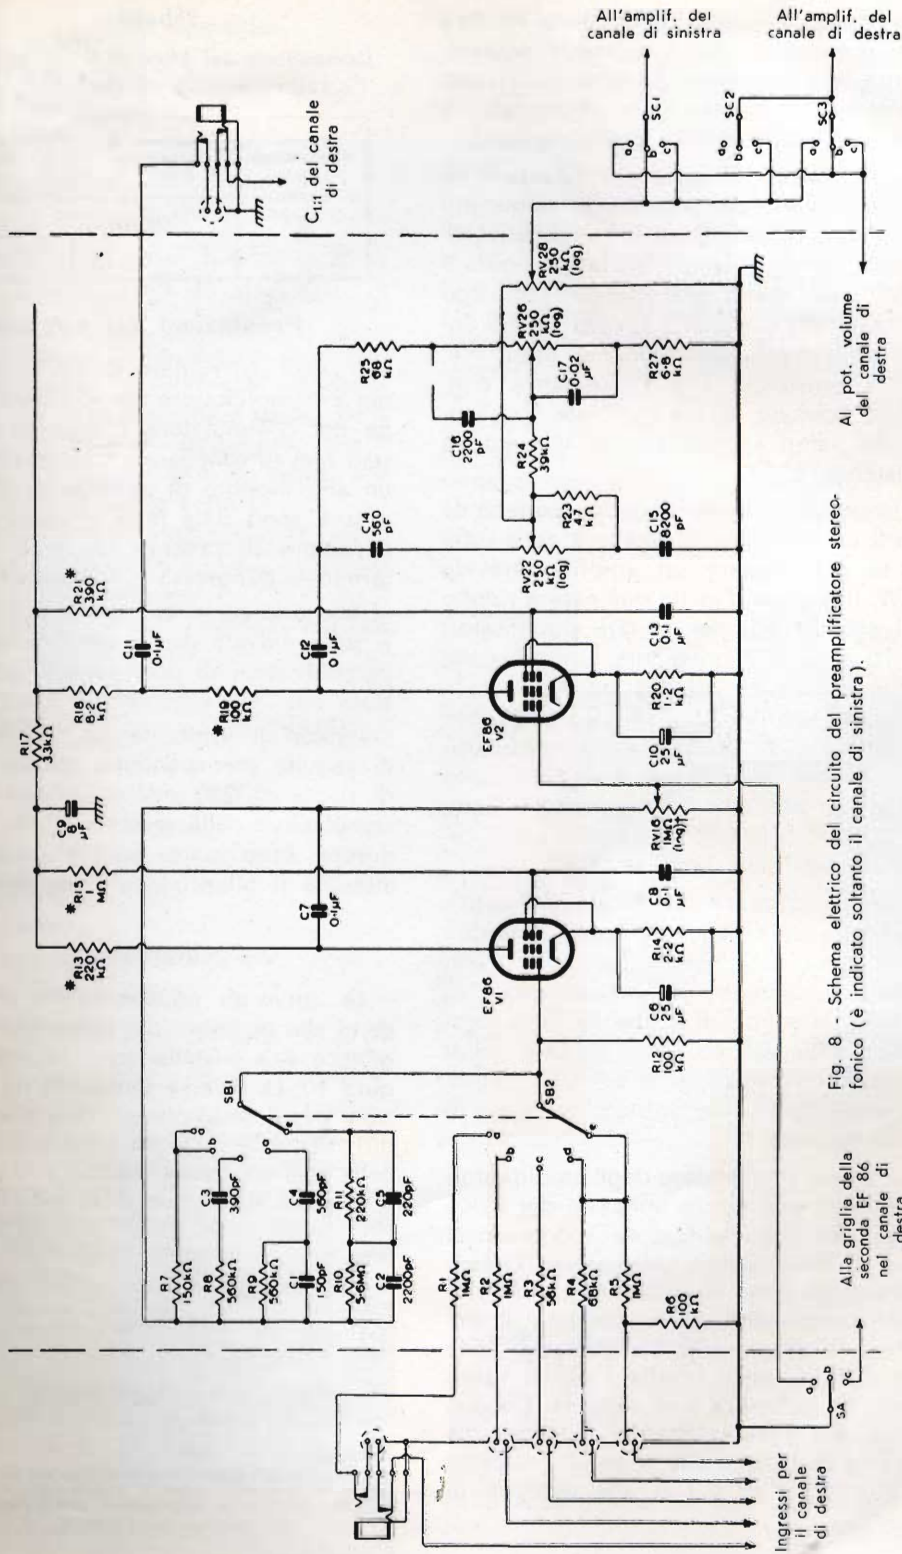 All'amplif. del
canale di sinistra
All'amplif. del
canale di destra
SC1
SC2
SC3
a
b
c
a
b
c
a
b
c
C1:1 del canale
di destra
Al pot. volume
del canale di
destra
RV28
250
kΩ
(log)
RV26
250
kΩ
(log)
R25
68
kΩ
C17
0.02
µF
R27
6.8
kΩ
C16
2200
pF
R24
39kΩ
R23
47
kΩ
C14
560
pF
RV22
250
kΩ
(log)
C15
8200
pF
*
R21
390
kΩ
C11
0.1µF
C12
0.1µF
C13
0.1
µF
R18
8.2
kΩ
*
R19
100
kΩ
EF86
V2
R20
1.2
kΩ
C10
25
µF
R17
33kΩ
C9
8
µF
RV16
1MΩ
(log)†
*
R15
1
MΩ
C7
0.1µF
C8
0.1
µF
*
R13
220
kΩ
EF86
V1
R14
2.2
kΩ
C6
25
µF
R12
100
kΩ
SB1
a
b
c
d
e
SB2
a
b
c
d
e
R7
150kΩ
R8
560kΩ
C3
390pF
R9
560kΩ
C1
150pF
C4
560pF
R10
5.6MΩ
R11
220kΩ
C2
2200pF
C5
220pF
R1
1MΩ
R2
1MΩ
R3
56kΩ
R4
68kΩ
R5
1MΩ
R6
100
kΩ
SA
a
b
c
Alla griglia della
seconda EF 86
nel canale di
destra
Ingressi per
il canale
di destra
Fig. 8 - Schema elettrico del circuito del preamplificatore stereo-
fonico (è indicato soltanto il canale di sinistra).